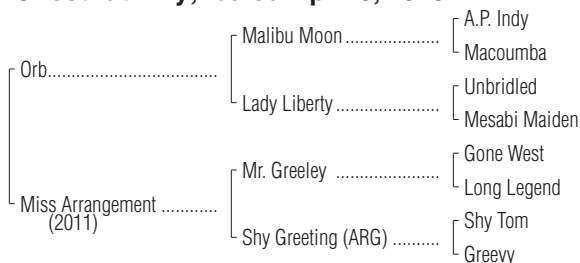 A.P. Indy
Malibu Moon ......................
Macoumba
Orb..................................
Unbridled
Lady Liberty ......................
Mesabi Maiden
Gone West
Mr. Greeley ......................
Long Legend
Miss Arrangement ............
(2011)
Shy Tom
Shy Greeting (ARG) ..........
Greevy